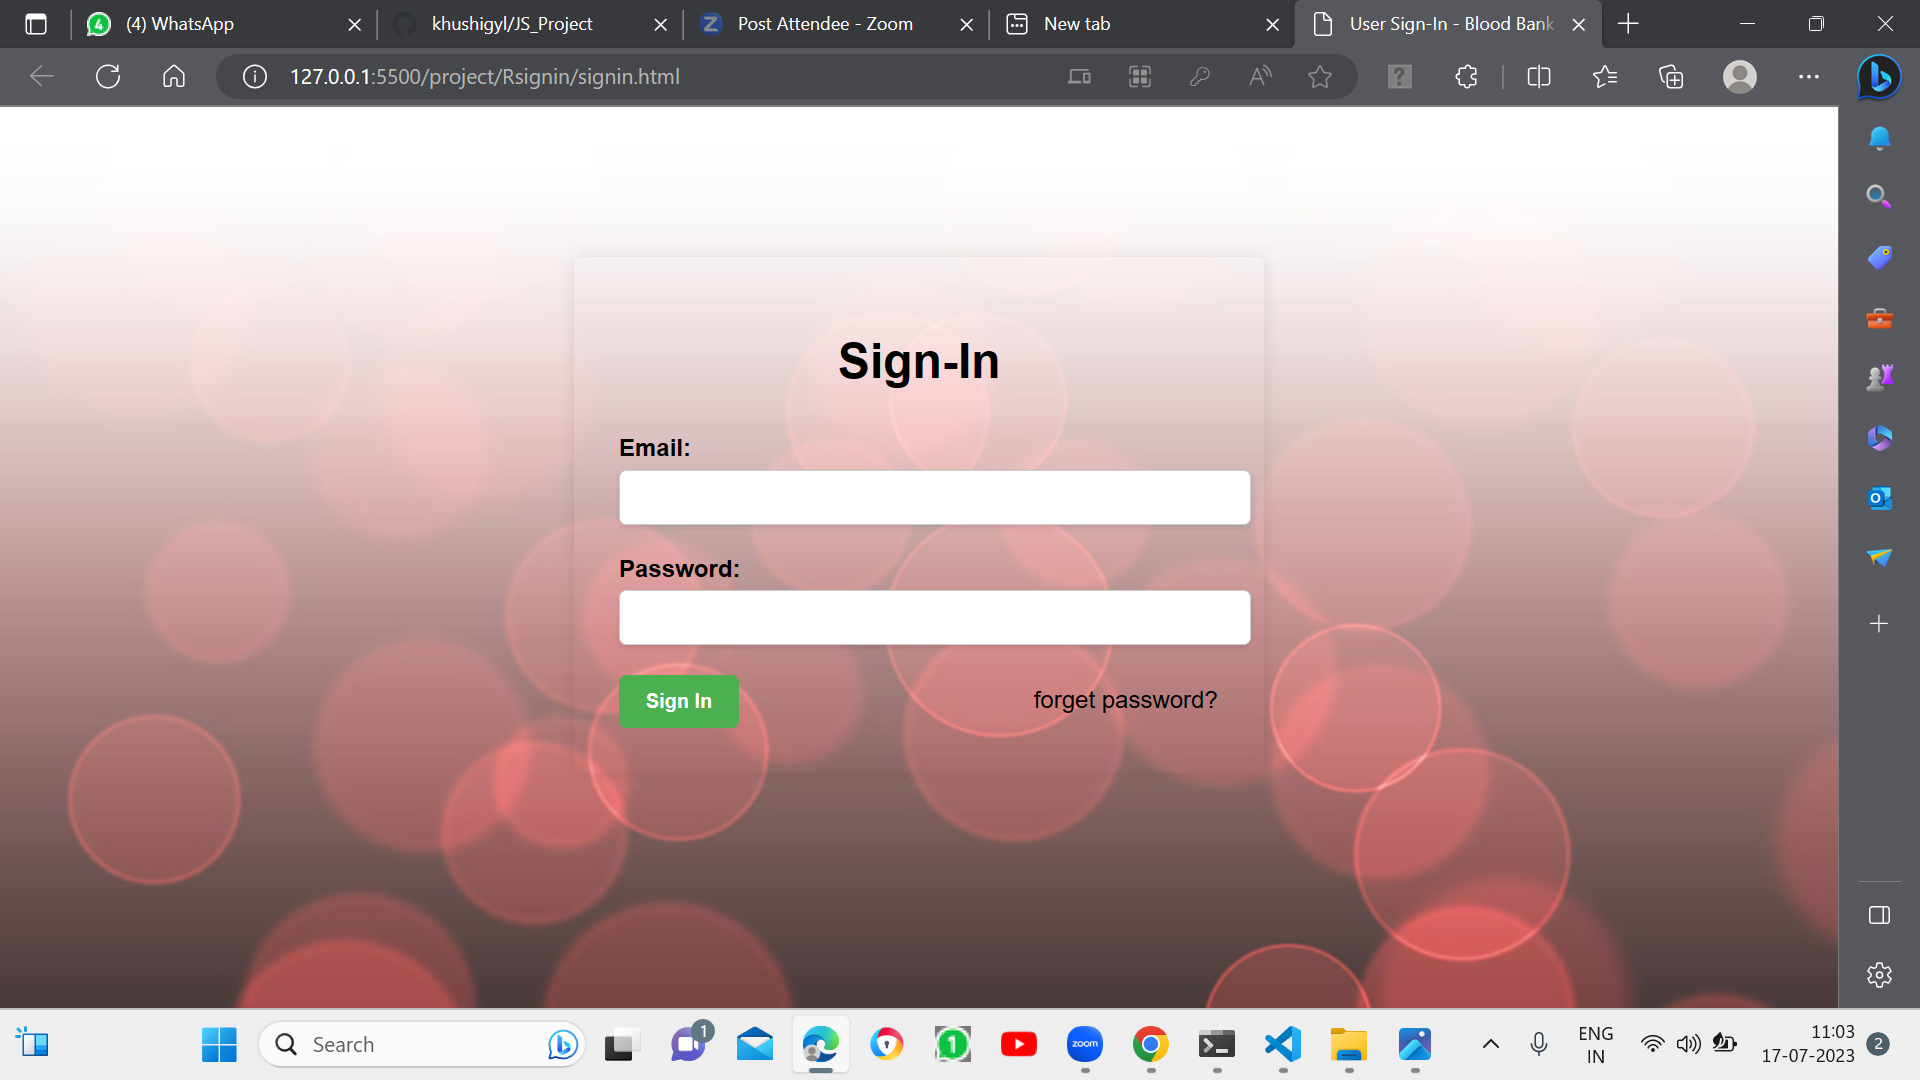 (4) WhatsApp
khushigyl/JS_Project
Z
Post Attendee - Zoom
New tab
User Sign-In - Blood Bank
127.0.0.1:5500/project/Rsignin/signin.html
Sign-In
Email:
Password:
Sign In
forget password?
Search
1
1
zoom
ENG
IN
11:03
17-07-2023
2